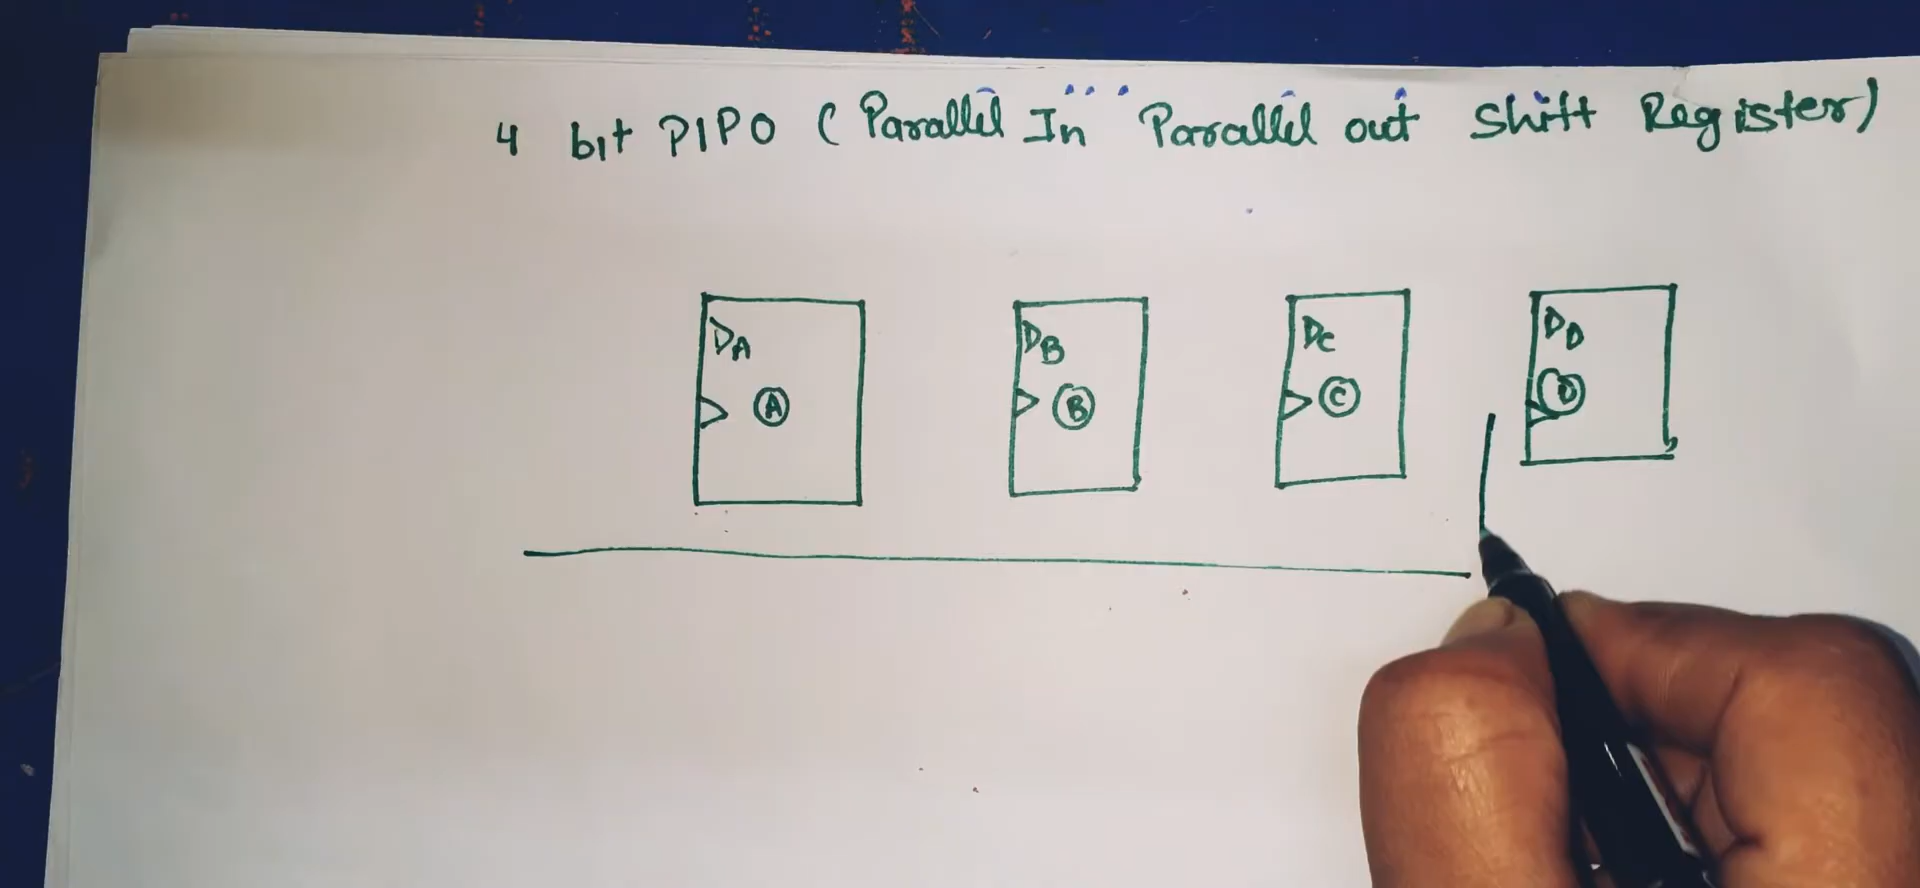 4 bit PIPO ( Parallel In Parallel out Shift Register)
DA DB DC DD
A B C D